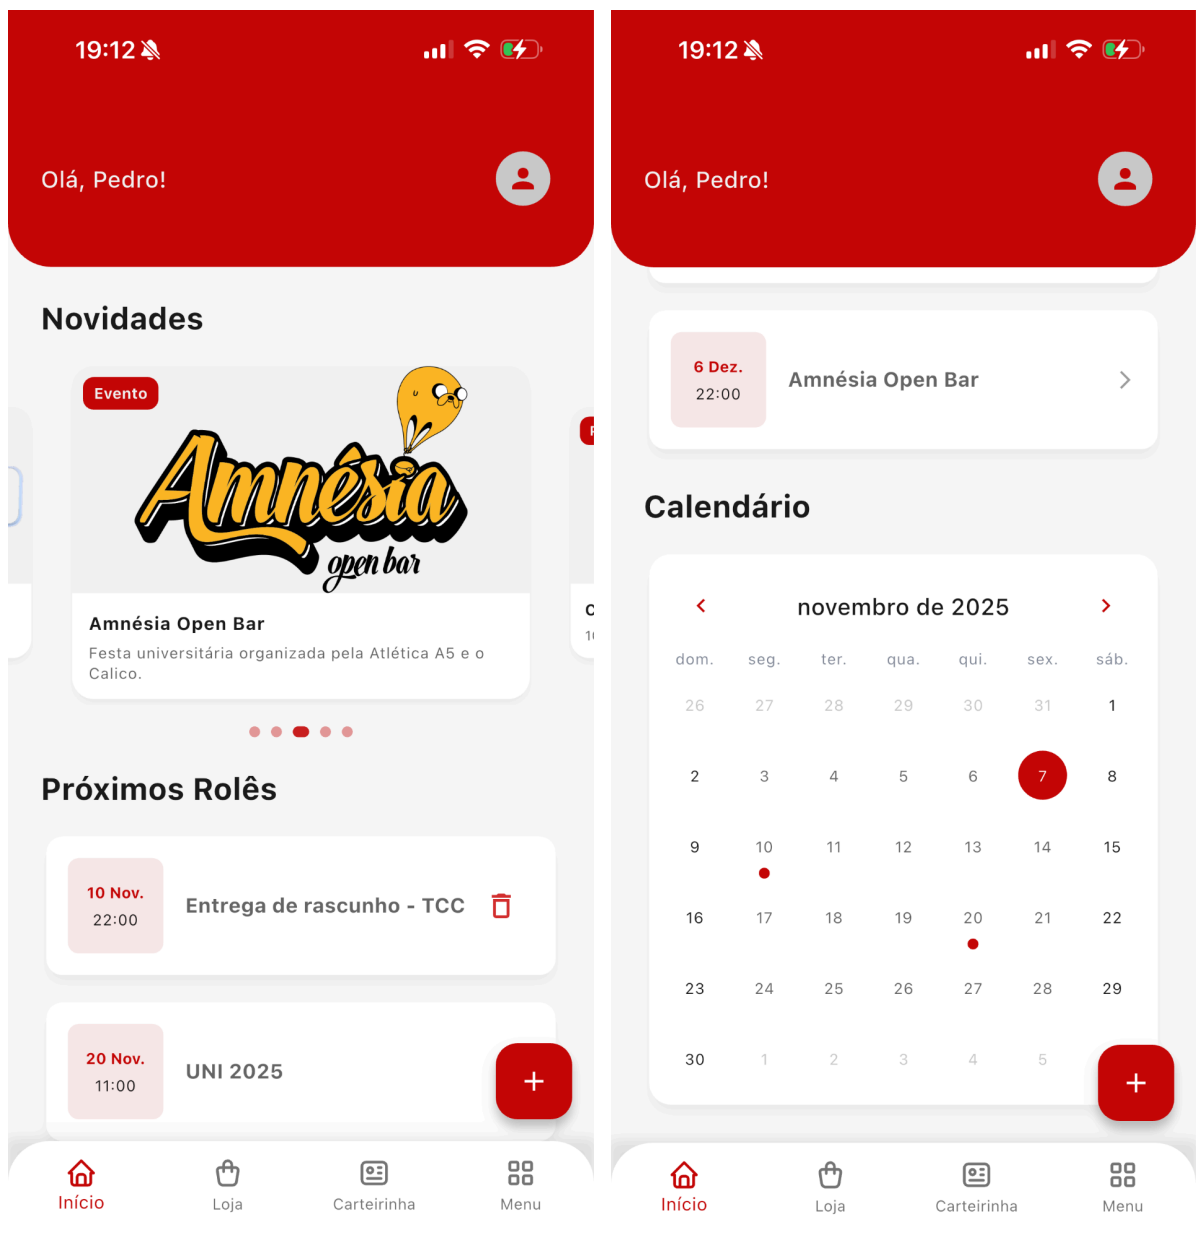 19:12
Olá, Pedro!
Novidades
Evento
Amnésia
open bar
Amnésia Open Bar
Festa universitária organizada pela Atlética A5 e o
Calico.
Próximos Rolês
10 Nov.
22:00
Entrega de rascunho - TCC
20 Nov.
11:00
UNI 2025
+
Início
Loja
Carteirinha
Menu
19:12
Olá, Pedro!
6 Dez.
22:00
Amnésia Open Bar
Calendário
novembro de 2025
dom. seg. ter. qua. qui. sex. sáb.
26 27 28 29 30 31 1
2 3 4 5 6 7 8
9 10 11 12 13 14 15
16 17 18 19 20 21 22
23 24 25 26 27 28 29
30 1 2 3 4 5
+
Início
Loja
Carteirinha
Menu